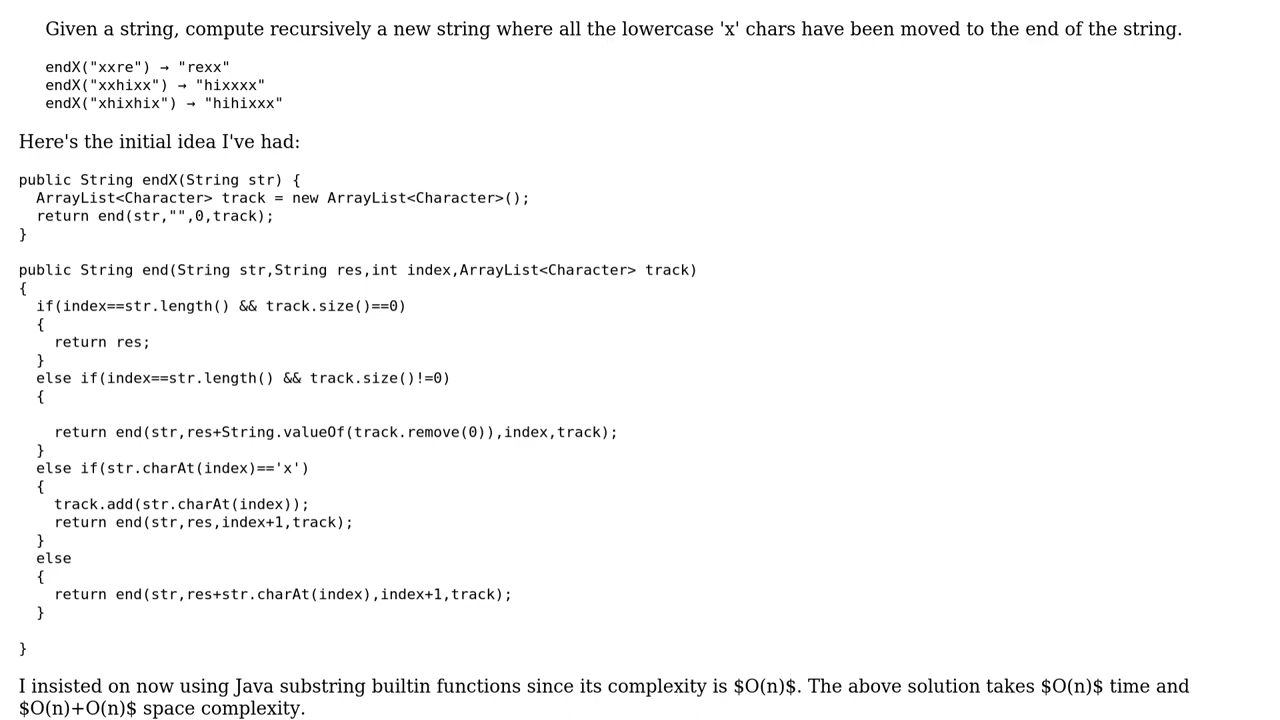 Given a string, compute recursively a new string where all the lowercase 'x' chars have been moved to the end of the string.
endX("xxre") → "rexx"
endX("xxhixx") → "hixxxx"
endX("xhixhix") → "hihixxx"
Here's the initial idea I've had:
public String endX(String str) {
  ArrayList<Character> track = new ArrayList<Character>();
  return end(str,"",0,track);
}
public String end(String str,String res,int index,ArrayList<Character> track)
{
  if(index==str.length() && track.size()==0)
  {
    return res;
  }
  else if(index==str.length() && track.size()!=0)
  {
    return end(str,res+String.valueOf(track.remove(0)),index,track);
  }
  else if(str.charAt(index)=='x')
  {
    track.add(str.charAt(index));
    return end(str,res,index+1,track);
  }
  else
  {
    return end(str,res+str.charAt(index),index+1,track);
  }
}
I insisted on now using Java substring builtin functions since its complexity is $O(n)$. The above solution takes $O(n)$ time and
$O(n)+O(n)$ space complexity.